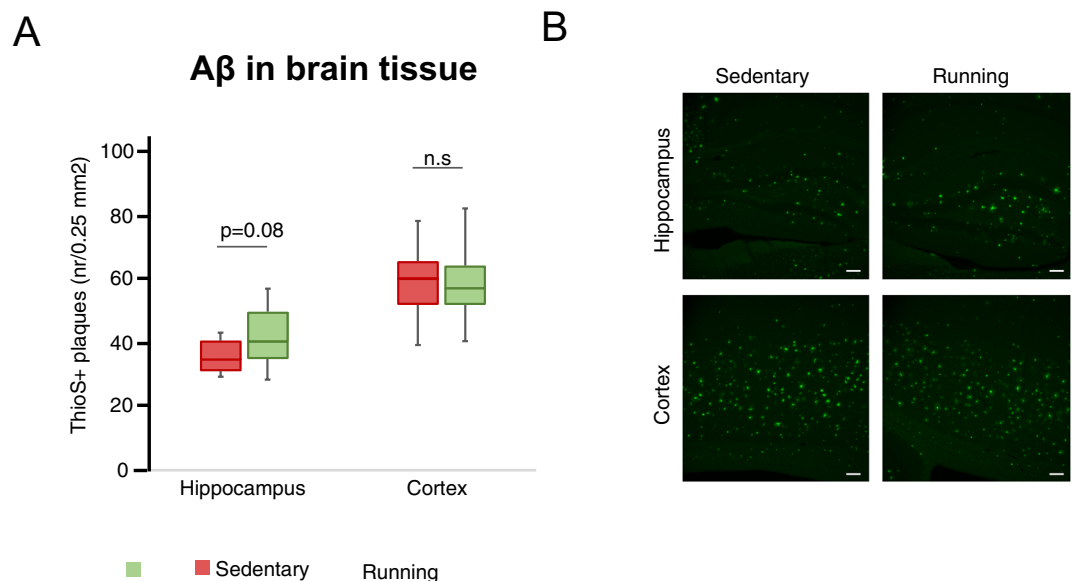 A
Aβ in brain tissue
ThioS+ plaques (nr/0.25 mm2)
100
80
60
40
20
0
p=0.08
n.s
Hippocampus Cortex
Sedentary Running
B
Sedentary Running
Hippocampus
Cortex